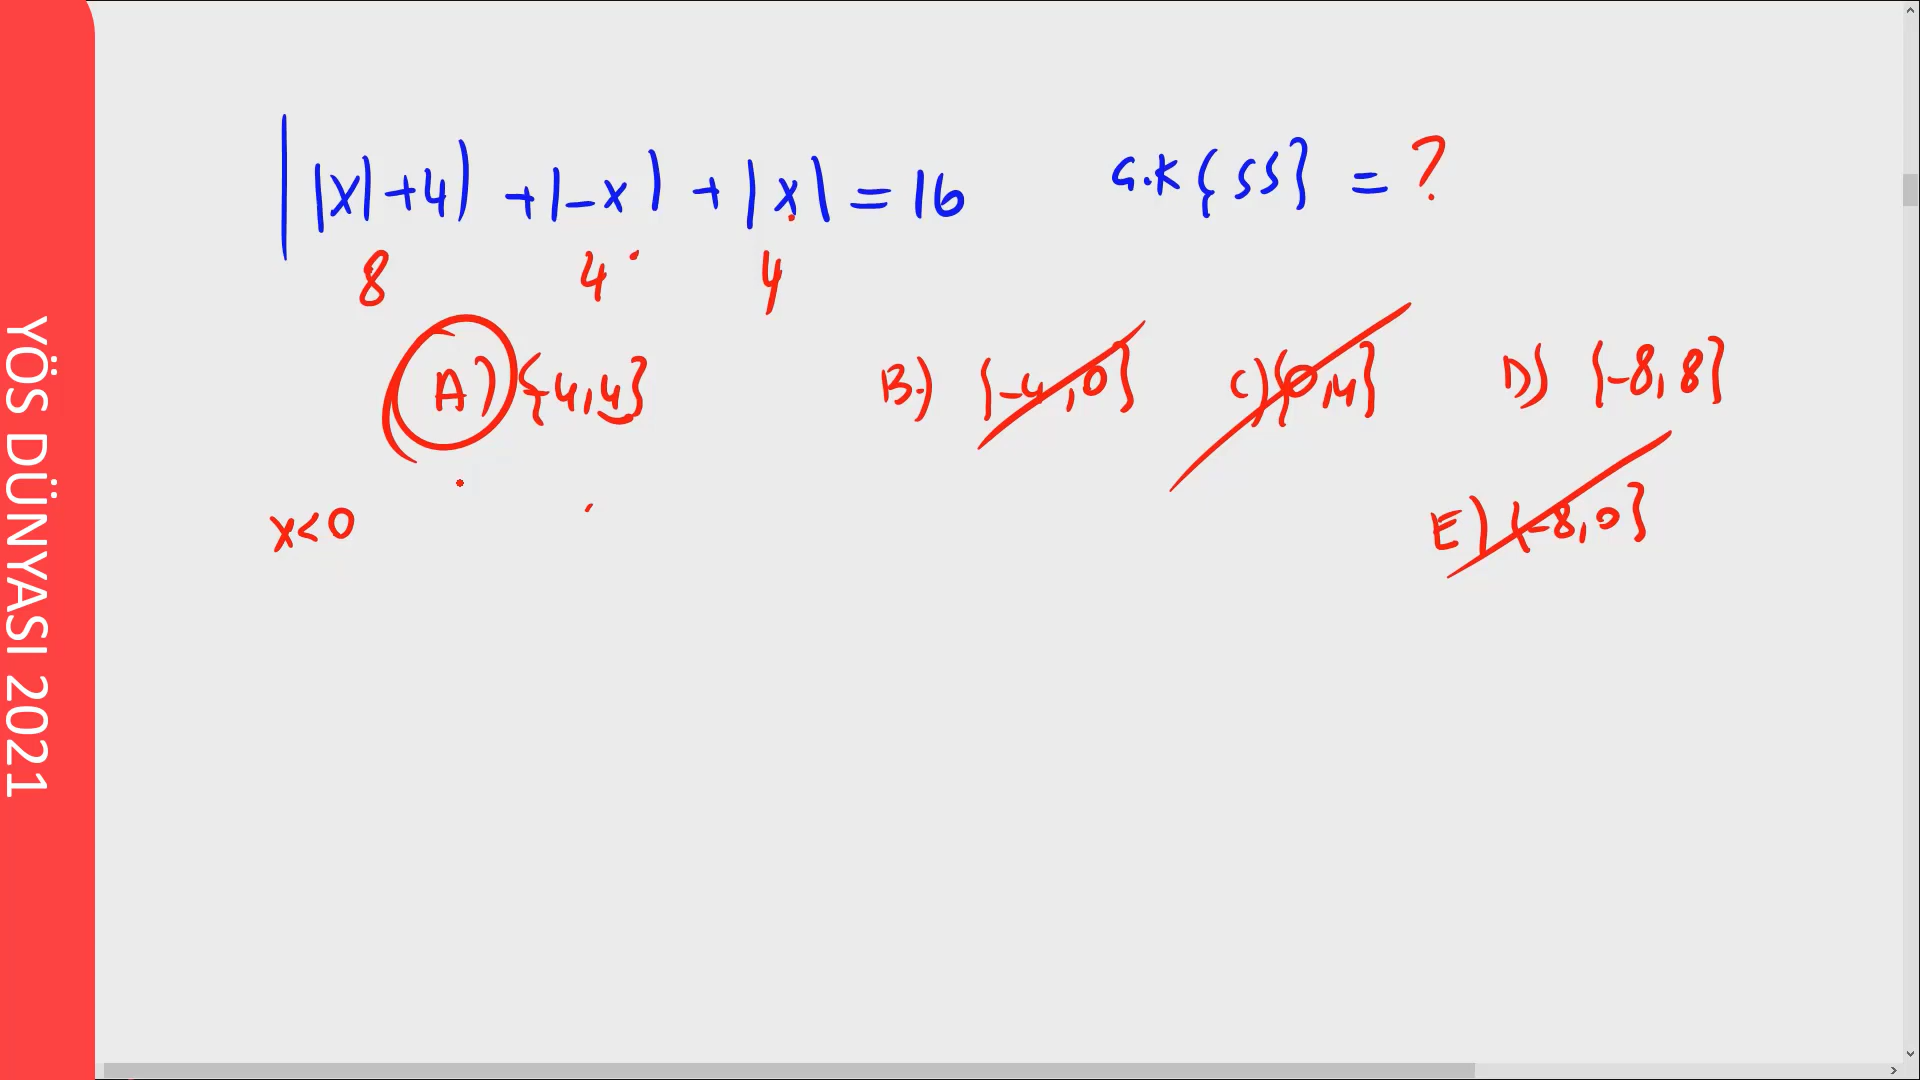 YÖS DÜNYASI 2021
||x|+4| + |-x| + |x| = 16 G.K {SS} = ?
8 4 4
A) {-4,4} B.) {-4,0} C) {0,4} D) {-8,8}
x<0 E) {-8,0}